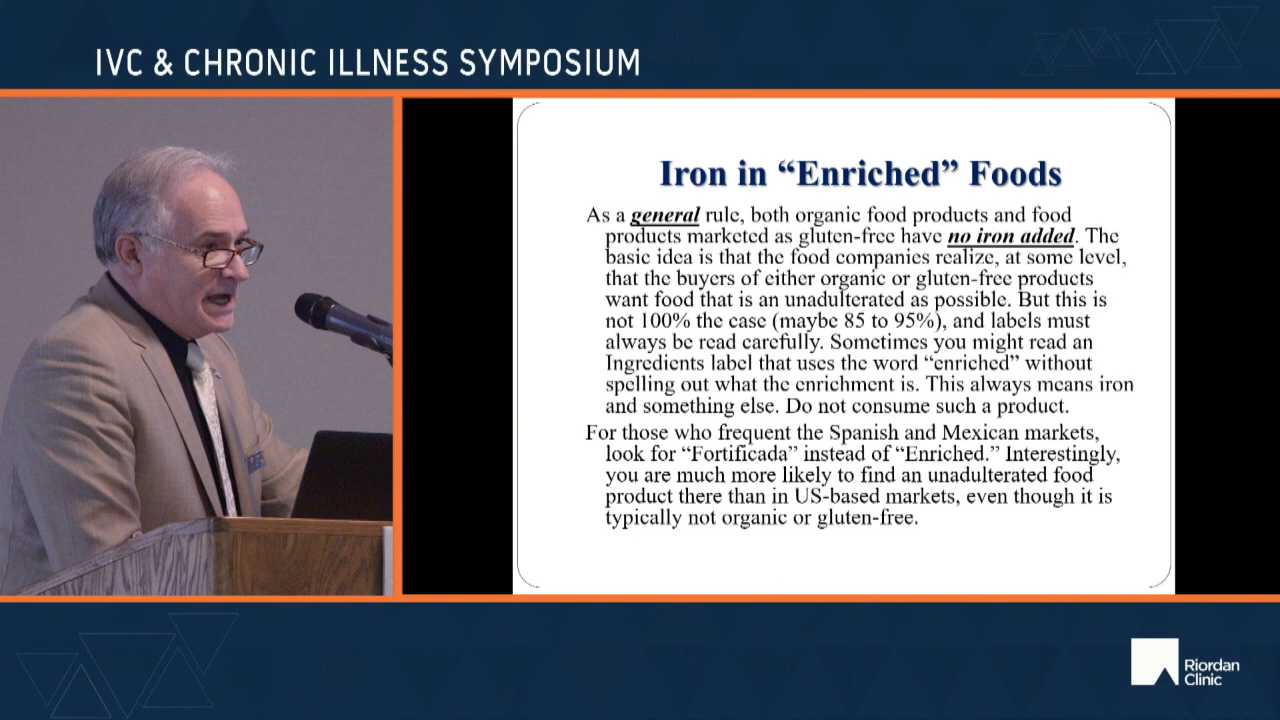 IVC & CHRONIC ILLNESS SYMPOSIUM
Iron in “Enriched” Foods
As a general rule, both organic food products and food
products marketed as gluten-free have no iron added. The
basic idea is that the food companies realize, at some level,
that the buyers of either organic or gluten-free products
want food that is an unadulterated as possible. But this is
not 100% the case (maybe 85 to 95%), and labels must
always be read carefully. Sometimes you might read an
Ingredients label that uses the word “enriched” without
spelling out what the enrichment is. This always means iron
and something else. Do not consume such a product.
For those who frequent the Spanish and Mexican markets,
look for “Fortificada” instead of “Enriched.” Interestingly,
you are much more likely to find an unadulterated food
product there than in US-based markets, even though it is
typically not organic or gluten-free.
Riordan
Clinic